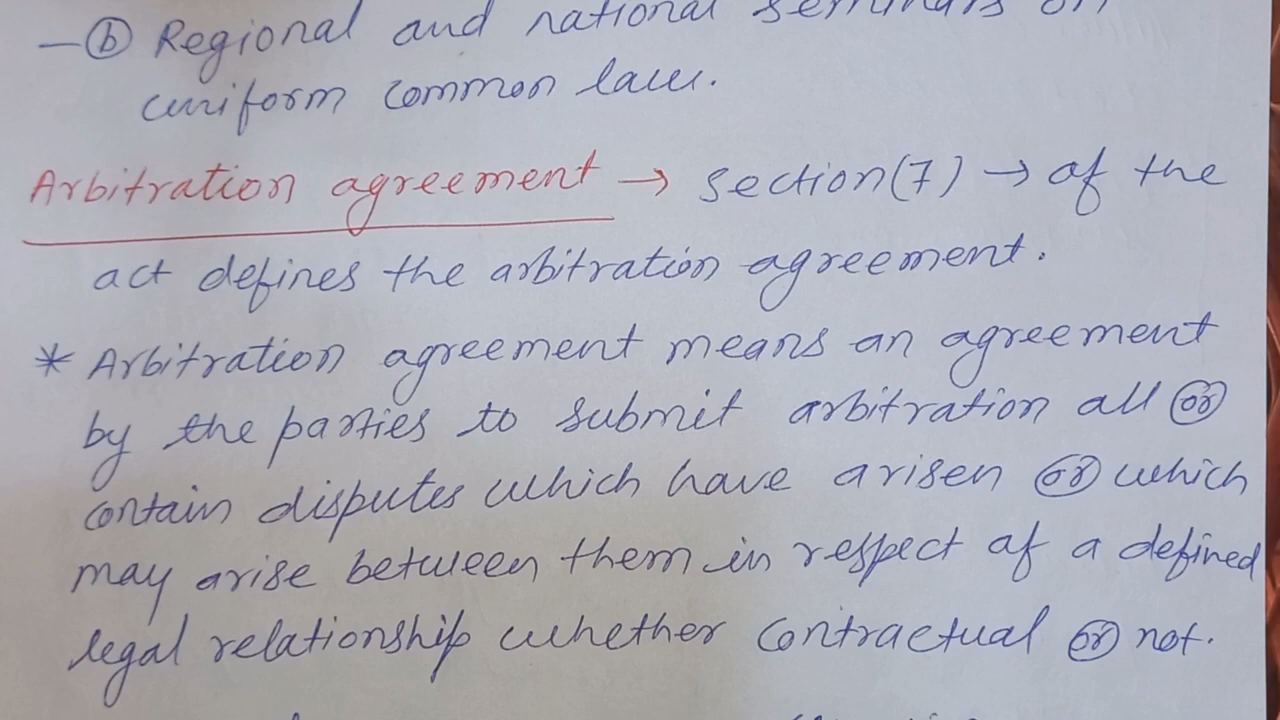 —ⓑ Regional and national seminars on
uniform common law.
Arbitration agreement → section(7) → of the
act defines the arbitration agreement.
* Arbitration agreement means an agreement
by the parties to submit arbitration all or
contain disputes which have arisen or which
may arise between them in respect of a defined
legal relationship whether contractual or not.